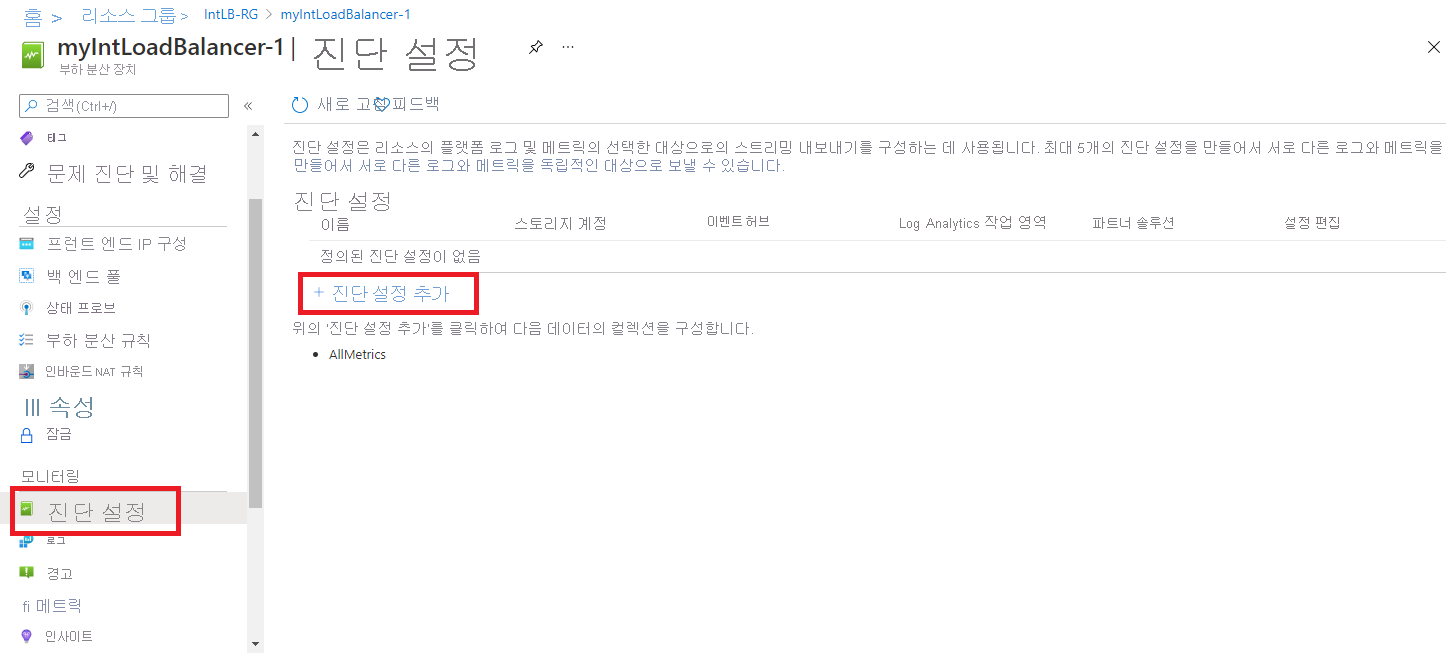 홈 > 리소스 그룹 > IntLB-RG > myIntLoadBalancer-1
myIntLoadBalancer-1 | 진단 설정
부하 분산 장치
검색(Ctrl+/)
새로 고침 피드백
태그
문제 진단 및 해결
설정
프런트 엔드 IP 구성
백 엔드 풀
상태 프로브
부하 분산 규칙
인바운드 NAT 규칙
속성
잠금
모니터링
진단 설정
로그
경고
fi 메트릭
인사이트
진단 설정은 리소스의 플랫폼 로그 및 메트릭의 선택한 대상으로의 스트리밍 내보내기를 구성하는 데 사용됩니다. 최대 5개의 진단 설정을 만들어서 서로 다른 로그와 메트릭을
만들어서 서로 다른 로그와 메트릭을 독립적인 대상으로 보낼 수 있습니다.
진단 설정
이름 스토리지 계정 이벤트 허브 Log Analytics 작업 영역 파트너 솔루션 설정 편집
정의된 진단 설정이 없음
+ 진단 설정 추가
위의 '진단 설정 추가'를 클릭하여 다음 데이터의 컬렉션을 구성합니다.
• AllMetrics